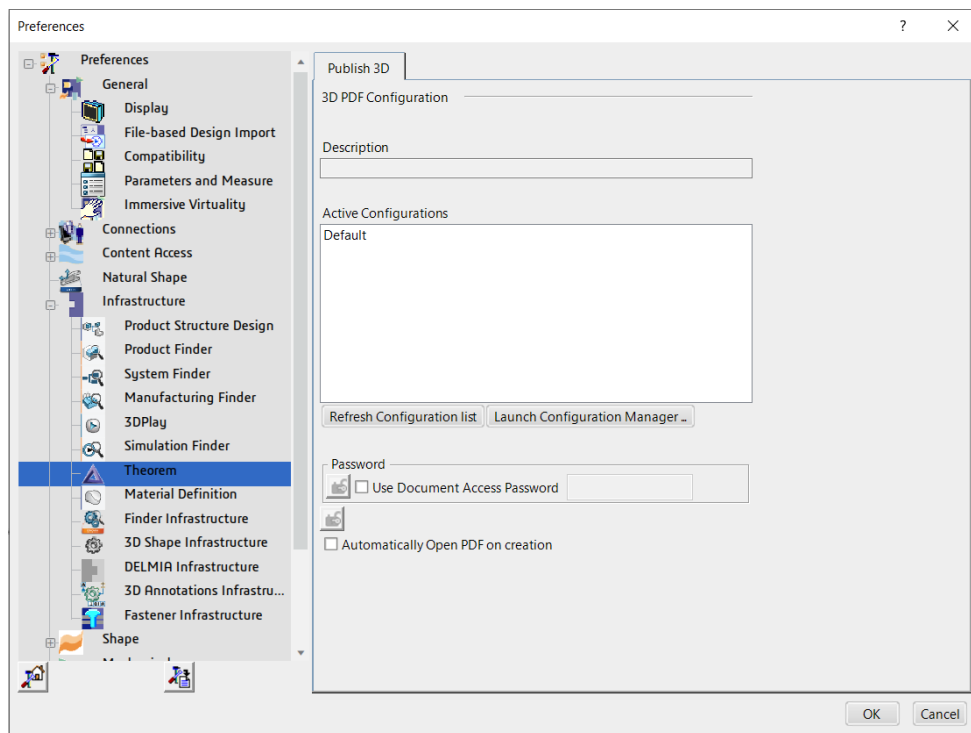 Preferences
?
Preferences
General
Display
File-based Design Import
Compatibility
Parameters and Measure
Immersive Virtuality
Connections
Content Access
Natural Shape
Infrastructure
Product Structure Design
Product Finder
System Finder
Manufacturing Finder
3DPlay
Simulation Finder
Theorem
Material Definition
Finder Infrastructure
3D Shape Infrastructure
DELMIA Infrastructure
3D Annotations Infrastru...
Fastener Infrastructure
Shape
Publish 3D
3D PDF Configuration
Description
Active Configurations
Default
Refresh Configuration list
Launch Configuration Manager ..
Password
Use Document Access Password
Automatically Open PDF on creation
OK
Cancel